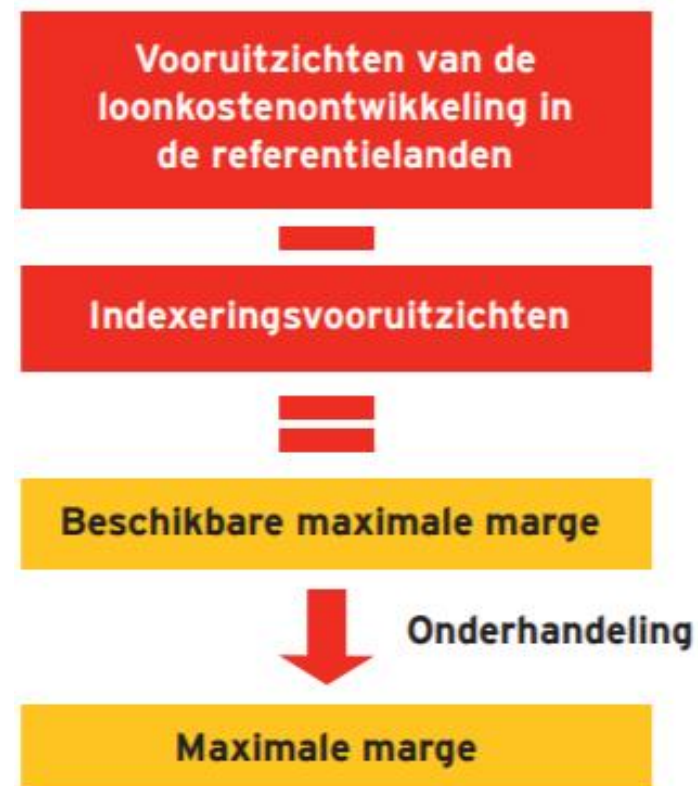 Vooruitzichten van de
loonkostenontwikkeling in
de referentielanden
Indexeringsvooruitzichten
Beschikbare maximale marge
Onderhandeling
Maximale marge